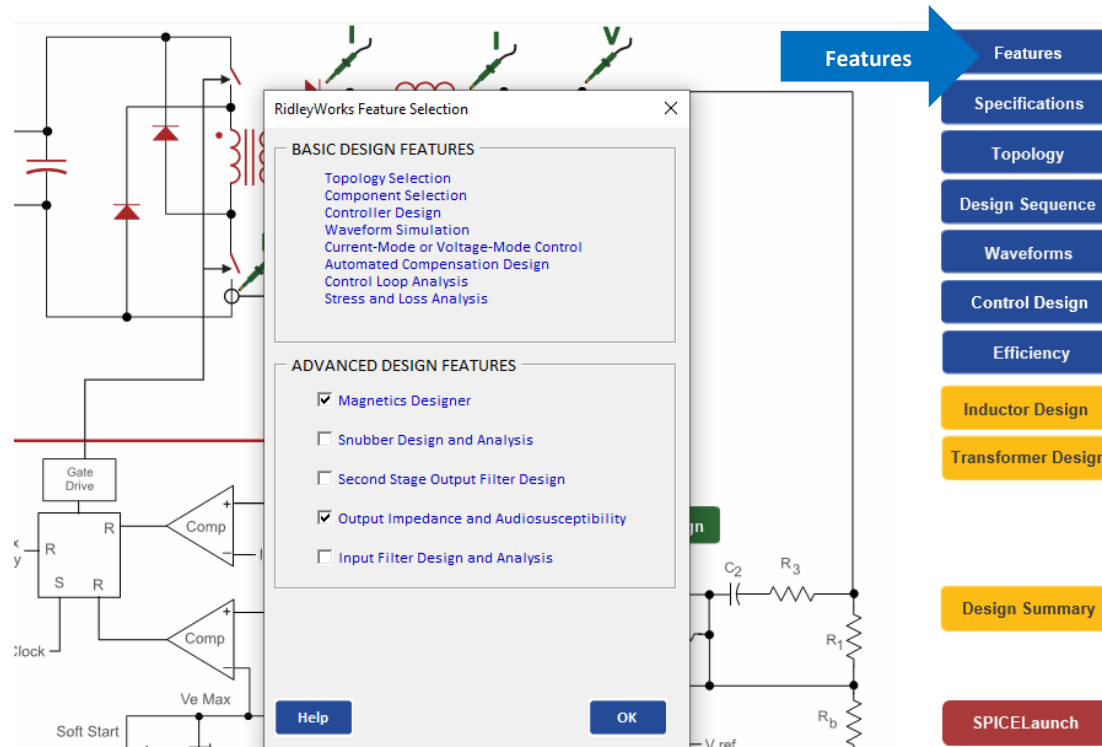 I
I
V
Features
Features
Specifications
Topology
Design Sequence
Waveforms
Control Design
Efficiency
Inductor Design
Transformer Design
Design Summary
SPICELaunch
RidleyWorks Feature Selection
BASIC DESIGN FEATURES
Topology Selection
Component Selection
Controller Design
Waveform Simulation
Current-Mode or Voltage-Mode Control
Automated Compensation Design
Control Loop Analysis
Stress and Loss Analysis
ADVANCED DESIGN FEATURES
Magnetics Designer
Snubber Design and Analysis
Second Stage Output Filter Design
Output Impedance and Audiosusceptibility
Input Filter Design and Analysis
Help
OK
Gate
Drive
R
R
S
R
Comp
+
−
Comp
+
−
Clock
Ve Max
Soft Start
C2
R3
R1
Rb
V ref